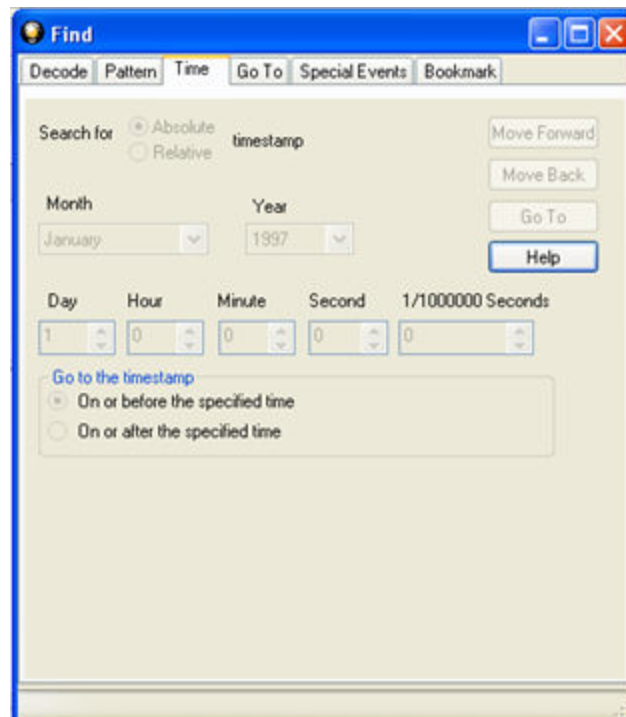 Find
Decode Pattern Time Go To Special Events Bookmark
Search for Absolute timestamp Move Forward
Relative
Move Back
Month Year Go To
January 1997
Help
Day Hour Minute Second 1/1000000 Seconds
1 0 0 0 0
Go to the timestamp
On or before the specified time
On or after the specified time